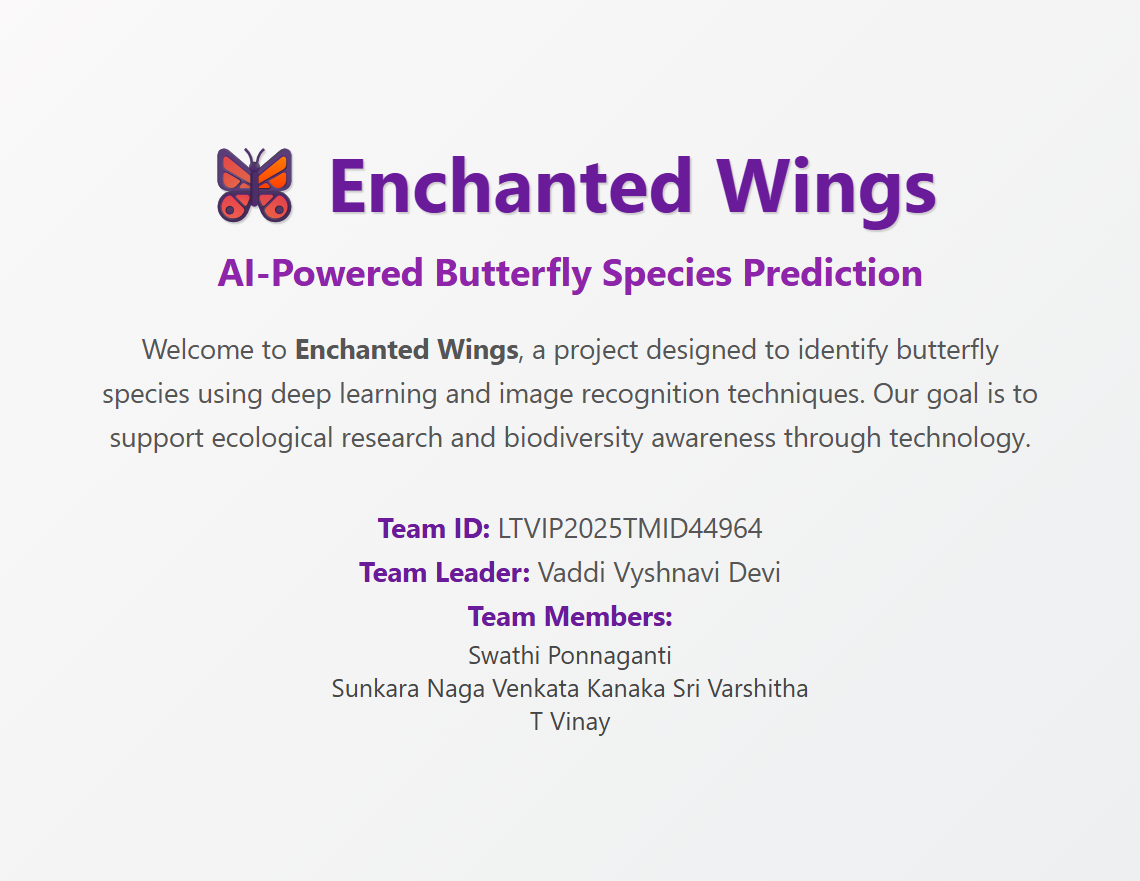 Enchanted Wings
AI-Powered Butterfly Species Prediction
Welcome to Enchanted Wings, a project designed to identify butterfly
species using deep learning and image recognition techniques. Our goal is to
support ecological research and biodiversity awareness through technology.
Team ID: LTVIP2025TMID44964
Team Leader: Vaddi Vyshnavi Devi
Team Members:
Swathi Ponnaganti
Sunkara Naga Venkata Kanaka Sri Varshitha
T Vinay